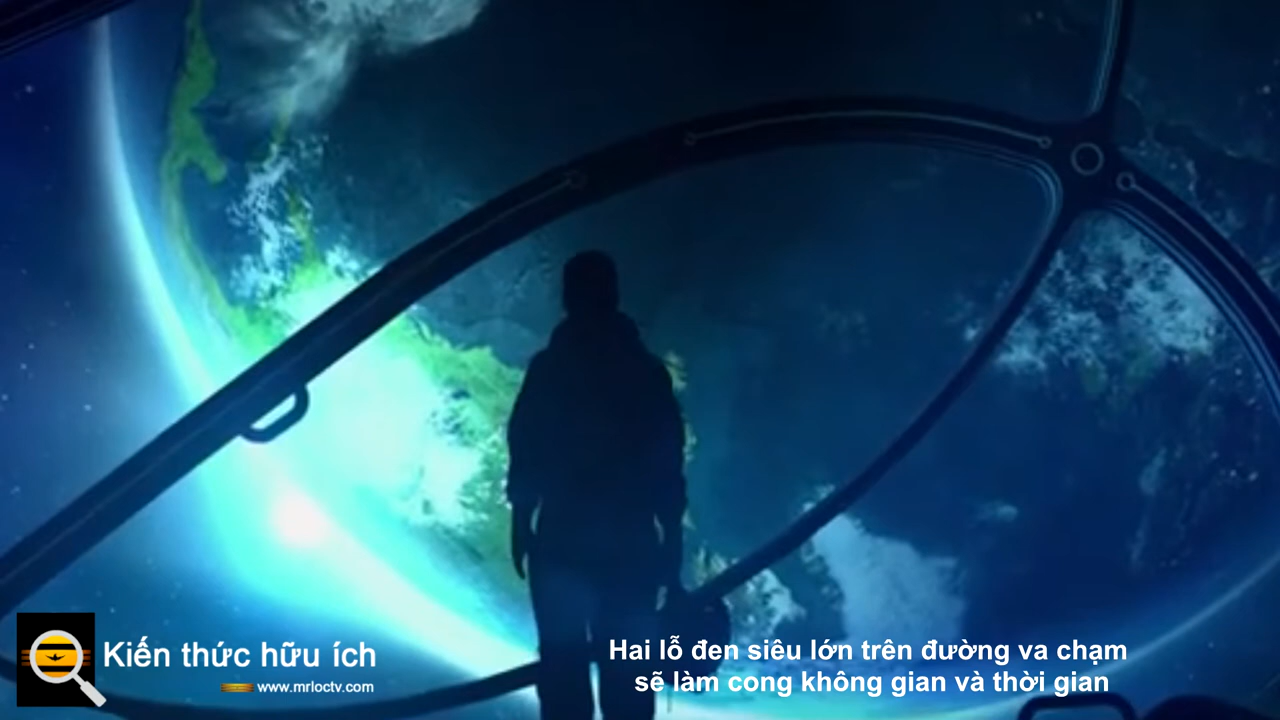 Kiến thức hữu ích
www.mrloctv.com
Hai lỗ đen siêu lớn trên đường va chạm
sẽ làm cong không gian và thời gian